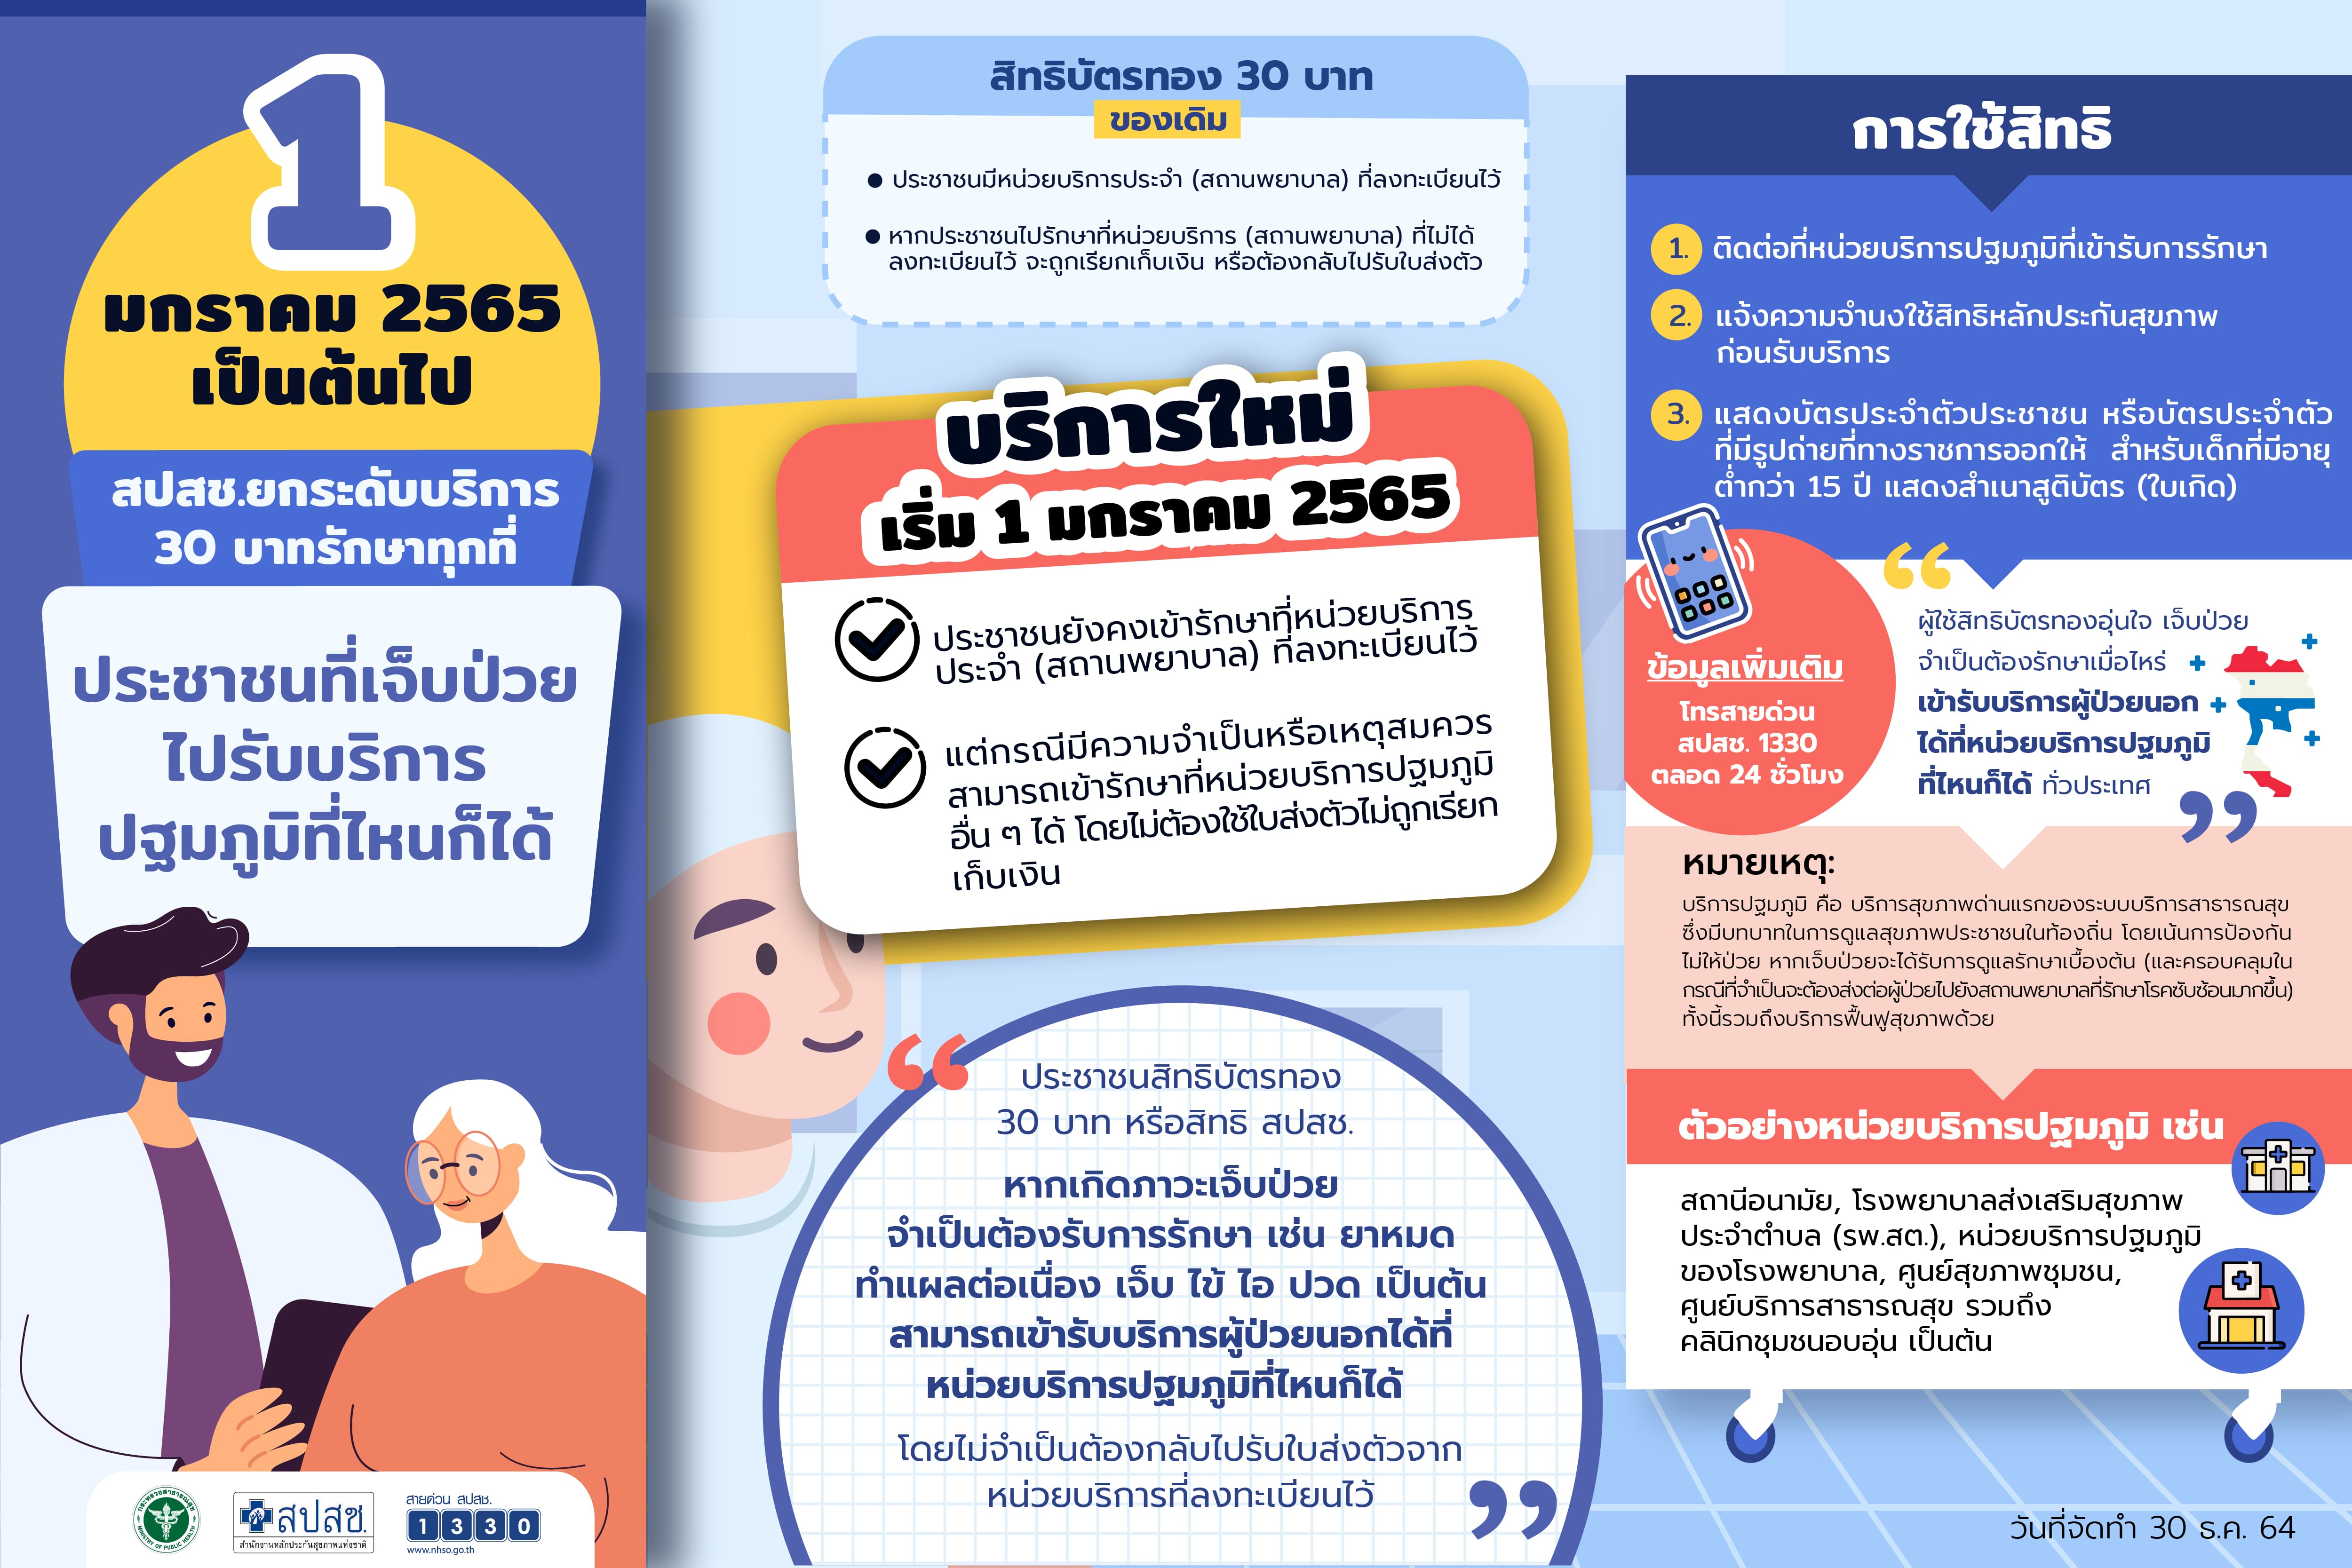 1
มกราคม 2565
เป็นต้นไป
สปสช.ยกระดับบริการ
30 บาทรักษาทุกที่
ประชาชนที่เจ็บป่วย
ไปรับบริการ
ปฐมภูมิที่ไหนก็ได้
กระทรวงสาธารณสุข
MINISTRY OF PUBLIC HEALTH
สปสช.
สำนักงานหลักประกันสุขภาพแห่งชาติ
สายด่วน สปสช.
1 3 3 0
www.nhso.go.th
สิทธิบัตรทอง 30 บาท
ของเดิม
● ประชาชนมีหน่วยบริการประจำ (สถานพยาบาล) ที่ลงทะเบียนไว้
● หากประชาชนไปรักษาที่หน่วยบริการ (สถานพยาบาล) ที่ไม่ได้
ลงทะเบียนไว้ จะถูกเรียกเก็บเงิน หรือต้องกลับไปรับใบส่งตัว
บริการใหม่
เริ่ม 1 มกราคม 2565
ประชาชนยังคงเข้ารักษาที่หน่วยบริการ
ประจำ (สถานพยาบาล) ที่ลงทะเบียนไว้
แต่กรณีมีความจำเป็นหรือเหตุสมควร
สามารถเข้ารักษาที่หน่วยบริการปฐมภูมิ
อื่น ๆ ได้ โดยไม่ต้องใช้ใบส่งตัวไม่ถูกเรียก
เก็บเงิน
“ ประชาชนสิทธิบัตรทอง
30 บาท หรือสิทธิ สปสช.
หากเกิดภาวะเจ็บป่วย
จำเป็นต้องรับการรักษา เช่น ยาหมด
ทำแผลต่อเนื่อง เจ็บ ไข้ ไอ ปวด เป็นต้น
สามารถเข้ารับบริการผู้ป่วยนอกได้ที่
หน่วยบริการปฐมภูมิที่ไหนก็ได้
โดยไม่จำเป็นต้องกลับไปรับใบส่งตัวจาก
หน่วยบริการที่ลงทะเบียนไว้ ”
การใช้สิทธิ
1. ติดต่อที่หน่วยบริการปฐมภูมิที่เข้ารับการรักษา
2. แจ้งความจำนงใช้สิทธิหลักประกันสุขภาพ
ก่อนรับบริการ
3. แสดงบัตรประจำตัวประชาชน หรือบัตรประจำตัว
ที่มีรูปถ่ายที่ทางราชการออกให้ สำหรับเด็กที่มีอายุ
ต่ำกว่า 15 ปี แสดงสำเนาสูติบัตร (ใบเกิด)
ข้อมูลเพิ่มเติม
โทรสายด่วน
สปสช. 1330
ตลอด 24 ชั่วโมง
“ ผู้ใช้สิทธิบัตรทองอุ่นใจ เจ็บป่วย
จำเป็นต้องรักษาเมื่อไหร่
เข้ารับบริการผู้ป่วยนอก
ได้ที่หน่วยบริการปฐมภูมิ
ที่ไหนก็ได้ ทั่วประเทศ ”
หมายเหตุ:
บริการปฐมภูมิ คือ บริการสุขภาพด่านแรกของระบบบริการสาธารณสุข
ซึ่งมีบทบาทในการดูแลสุขภาพประชาชนในท้องถิ่น โดยเน้นการป้องกัน
ไม่ให้ป่วย หากเจ็บป่วยจะได้รับการดูแลรักษาเบื้องต้น (และครอบคลุมใน
กรณีที่จำเป็นจะต้องส่งต่อผู้ป่วยไปยังสถานพยาบาลที่รักษาโรคซับซ้อนมากขึ้น)
ทั้งนี้รวมถึงบริการฟื้นฟูสุขภาพด้วย
ตัวอย่างหน่วยบริการปฐมภูมิ เช่น
สถานีอนามัย, โรงพยาบาลส่งเสริมสุขภาพ
ประจำตำบล (รพ.สต.), หน่วยบริการปฐมภูมิ
ของโรงพยาบาล, ศูนย์สุขภาพชุมชน,
ศูนย์บริการสาธารณสุข รวมถึง
คลินิกชุมชนอบอุ่น เป็นต้น
วันที่จัดทำ 30 ธ.ค. 64